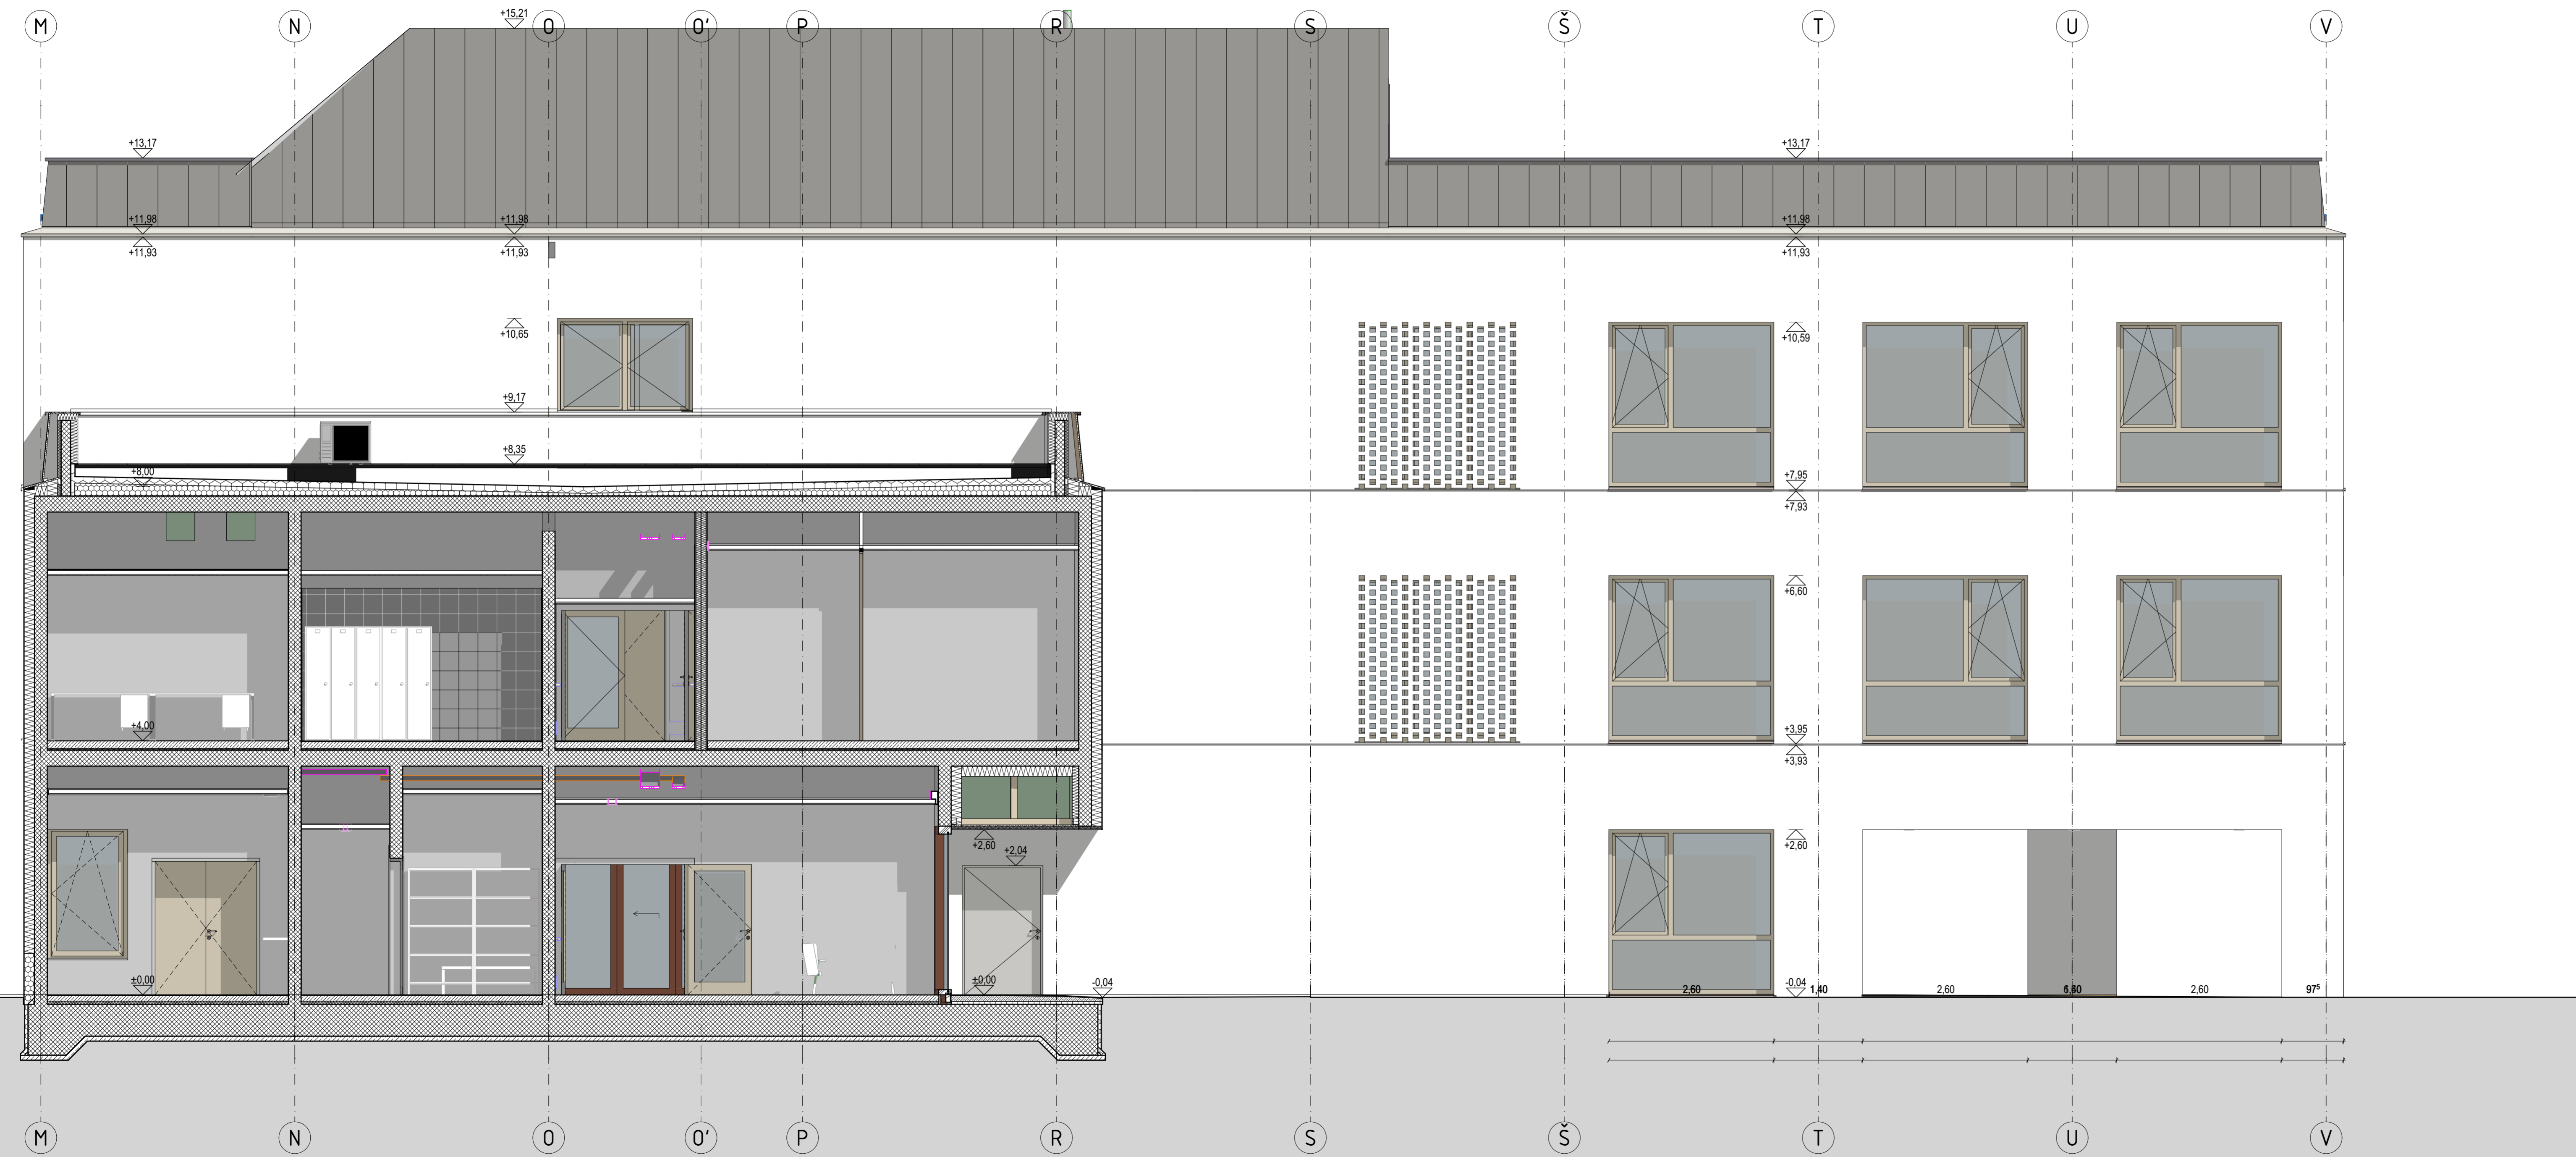 M N O O' P R S Š T U V
+15,21
+13,17 +13,17
+11,98 +11,98 +11,98
+11,93 +11,93 +11,93
+10,65 +10,59
+9,17
+8,35
+8,00 +7,95
+7,93
+6,60
+4,00 +3,95
+3,93
+2,60 +2,60
+2,04
±0,00 ±0,00 -0,04 -0,04
2,60 1,40 2,60 2,60 97⁵
M N O O' P R S Š T U V